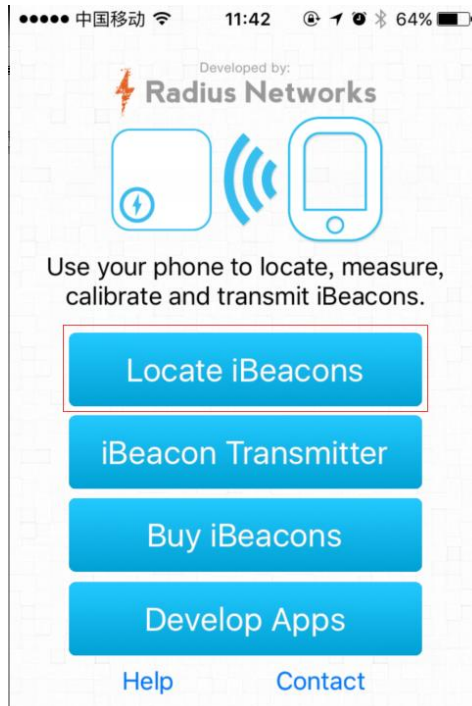 中国移动 11:42 64%
Developed by:
Radius Networks
Use your phone to locate, measure,
calibrate and transmit iBeacons.
Locate iBeacons
iBeacon Transmitter
Buy iBeacons
Develop Apps
Help Contact